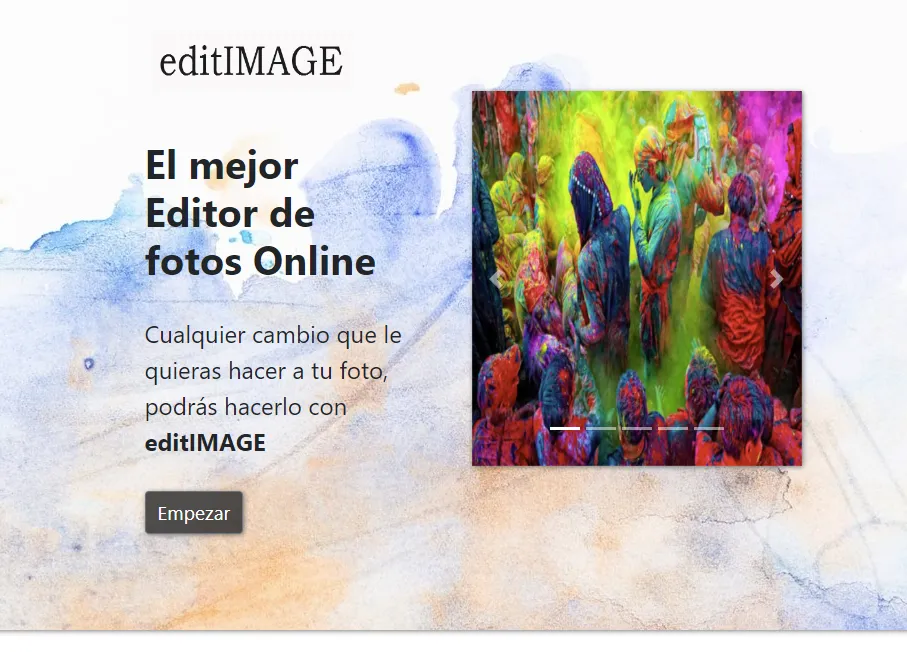 editIMAGE
El mejor
Editor de
fotos Online
Cualquier cambio que le
quieras hacer a tu foto,
podrás hacerlo con
editIMAGE
Empezar